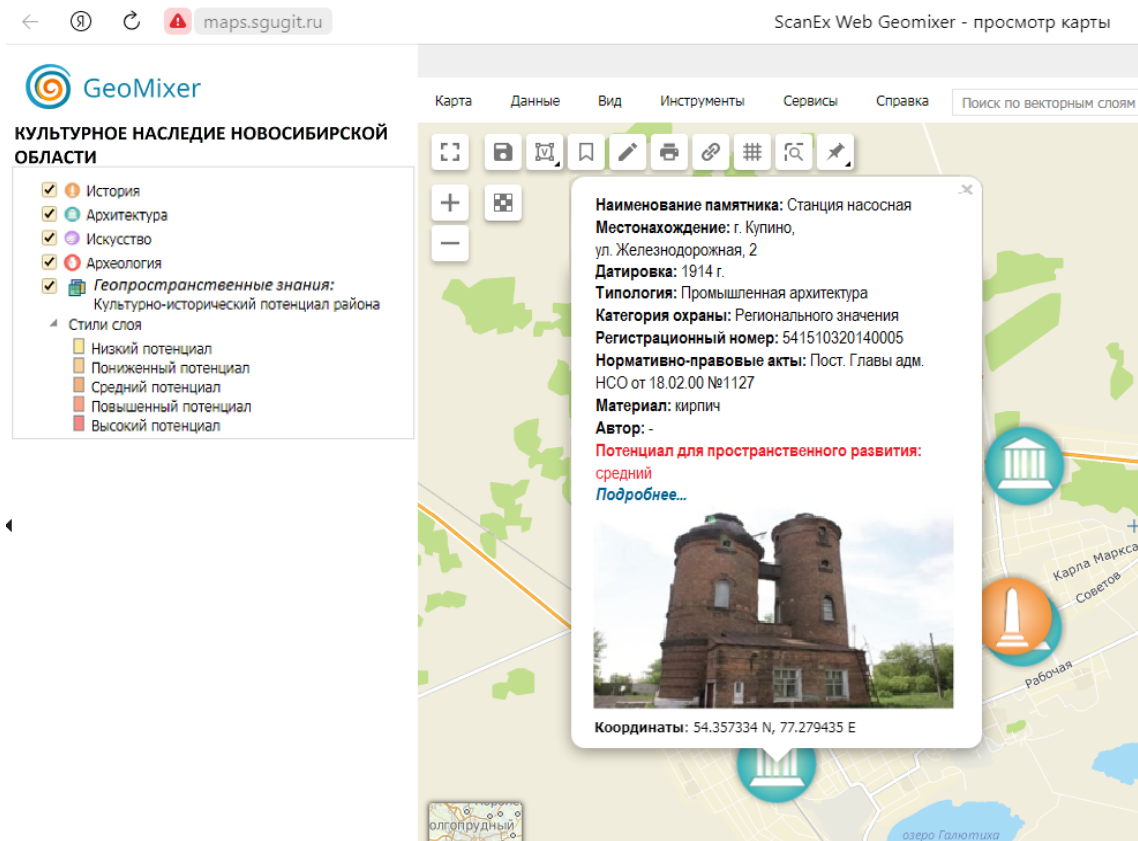 maps.sgugit.ru
ScanEx Web Geomixer - просмотр карты
GeoMixer
КУЛЬТУРНОЕ НАСЛЕДИЕ НОВОСИБИРСКОЙ
ОБЛАСТИ
История
Архитектура
Искусство
Археология
Геопространственные знания:
Культурно-исторический потенциал района
Стили слоя
Низкий потенциал
Пониженный потенциал
Средний потенциал
Повышенный потенциал
Высокий потенциал
Карта Данные Вид Инструменты Сервисы Справка Поиск по векторным слоям
Наименование памятника: Станция насосная
Местонахождение: г. Купино,
ул. Железнодорожная, 2
Датировка: 1914 г.
Типология: Промышленная архитектура
Категория охраны: Регионального значения
Регистрационный номер: 541510320140005
Нормативно-правовые акты: Пост. Главы адм.
НСО от 18.02.00 №1127
Материал: кирпич
Автор: -
Потенциал для пространственного развития:
средний
Подробнее...
Координаты: 54.357334 N, 77.279435 E
Карла Маркса
Советов
Рабочая
озеро Галютиха
олгопрудный